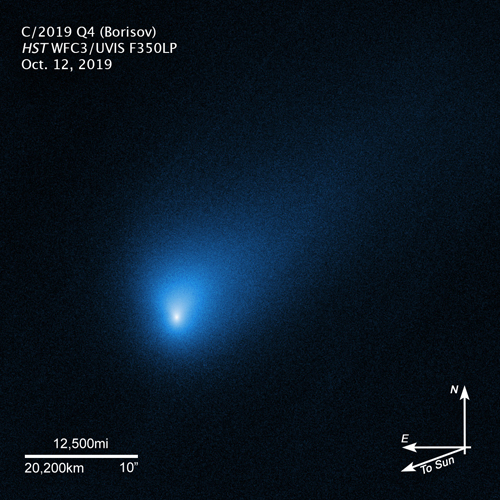 C/2019 Q4 (Borisov)
HST WFC3/UVIS F350LP
Oct. 12, 2019
N
E
To Sun
12,500mi
20,200km 10"